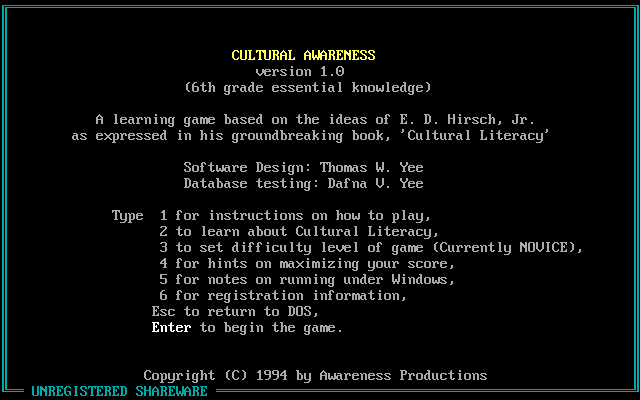 CULTURAL AWARENESS
version 1.0
(6th grade essential knowledge)
A learning game based on the ideas of E. D. Hirsch, Jr.
as expressed in his groundbreaking book, 'Cultural Literacy'
Software Design: Thomas W. Yee
Database testing: Dafna V. Yee
Type 1 for instructions on how to play,
2 to learn about Cultural Literacy,
3 to set difficulty level of game (Currently NOVICE),
4 for hints on maximizing your score,
5 for notes on running under Windows,
6 for registration information,
Esc to return to DOS,
Enter to begin the game.
Copyright (C) 1994 by Awareness Productions
UNREGISTERED SHAREWARE